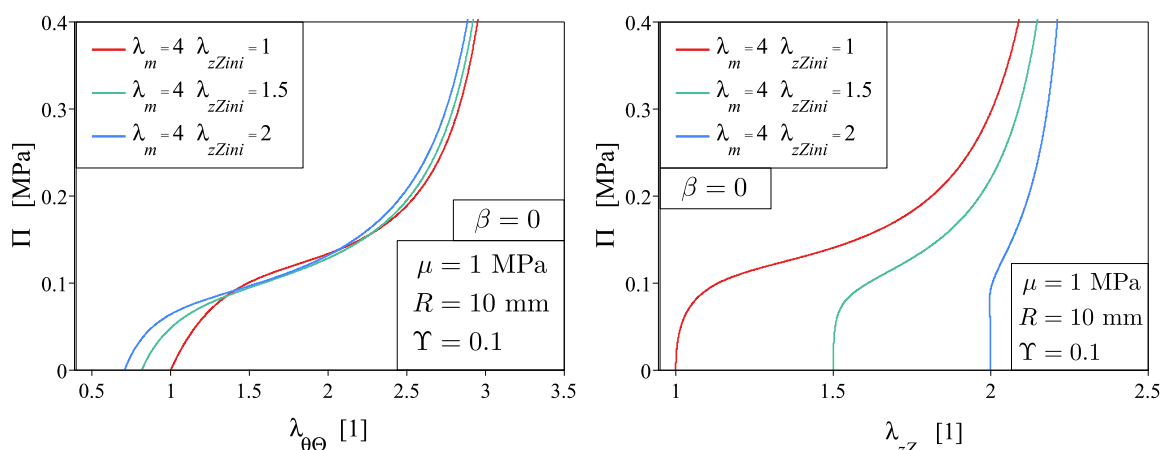 0.4
0.3
0.2
0.1
0
Π [MPa]
λm=4 λzZini=1
λm=4 λzZini=1.5
λm=4 λzZini=2
β = 0
μ = 1 MPa
R = 10 mm
ϒ = 0.1
0.5 1 1.5 2 2.5 3 3.5
λθΘ [1]
0.4
0.3
0.2
0.1
0
Π [MPa]
λm=4 λzZini=1
λm=4 λzZini=1.5
λm=4 λzZini=2
β = 0
μ = 1 MPa
R = 10 mm
ϒ = 0.1
1 1.5 2 2.5
λzZ [1]